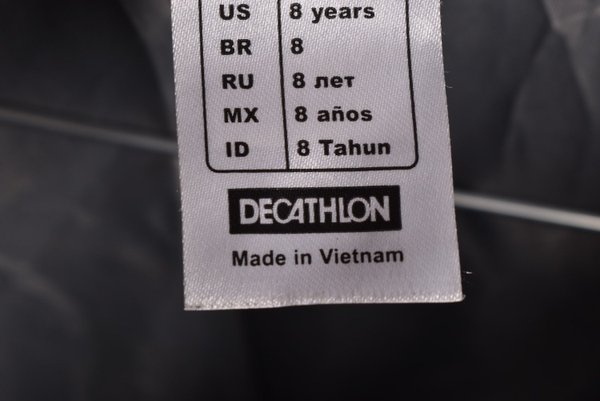 US 8 years
BR 8
RU 8 лет
MX 8 años
ID 8 Tahun
DECATHLON
Made in Vietnam